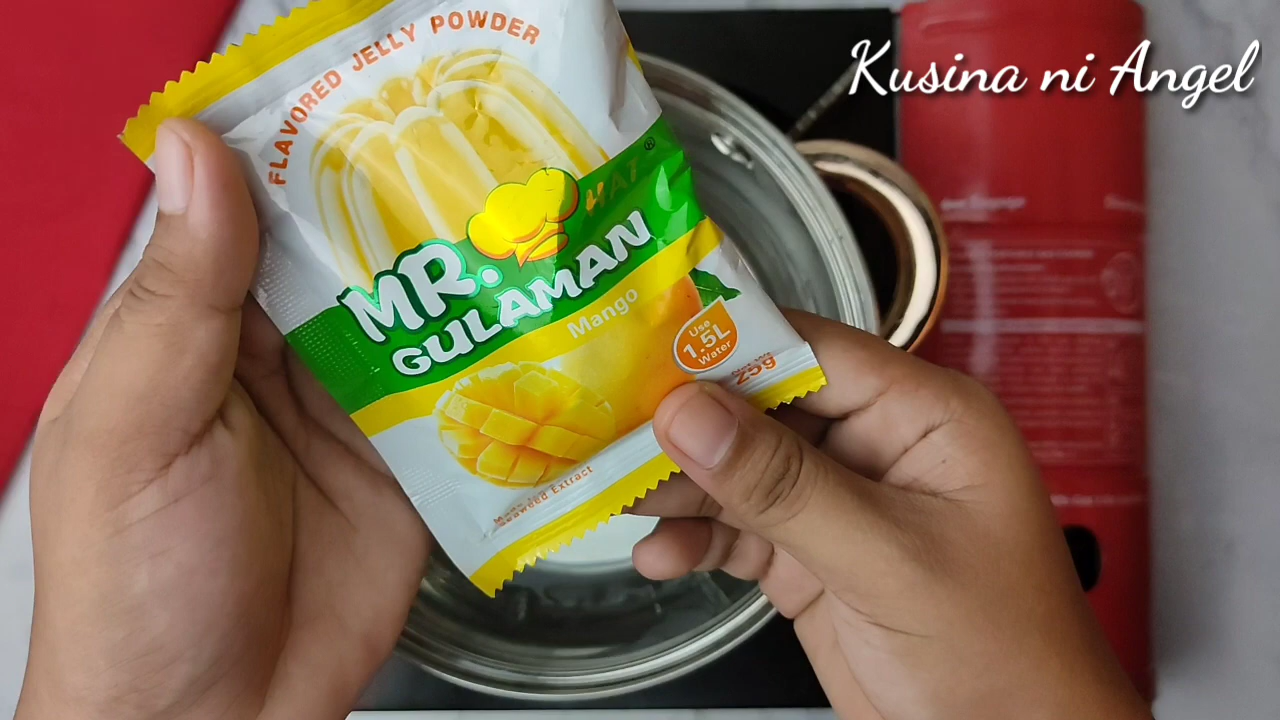 Kusina ni Angel
FLAVORED JELLY POWDER
HAT®
MR.
GULAMAN
Mango
Use
1.5L
Water
25g
Seaweed Extract